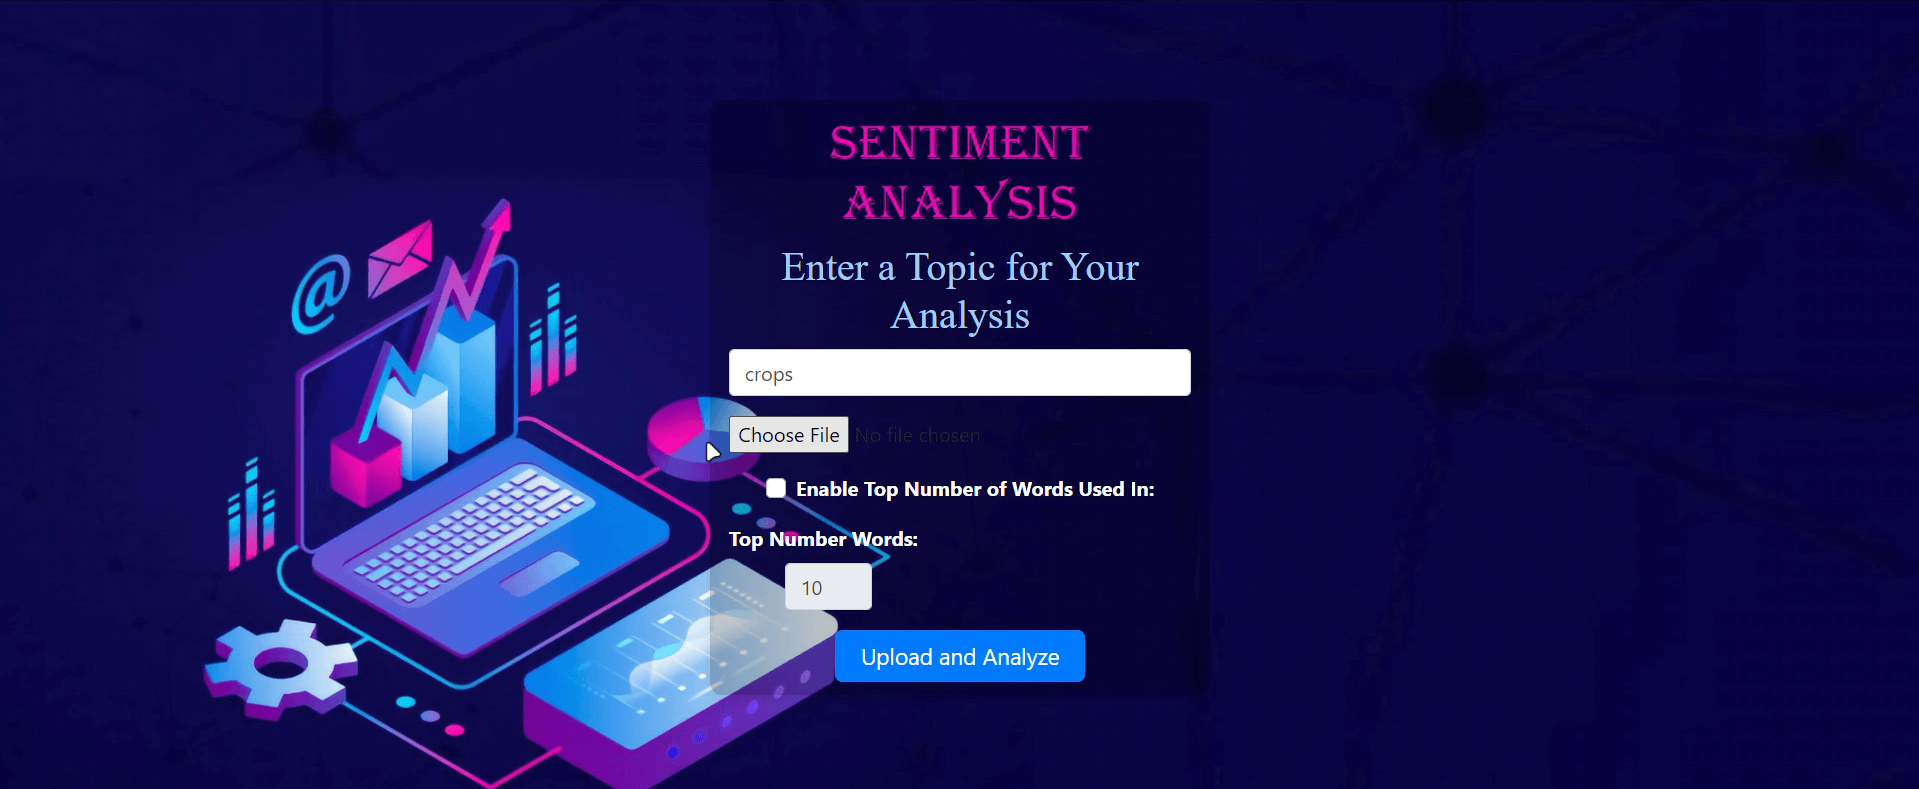 SENTIMENT
ANALYSIS
Enter a Topic for Your
Analysis
crops
Choose File No file chosen
Enable Top Number of Words Used In:
Top Number Words:
10
Upload and Analyze
@